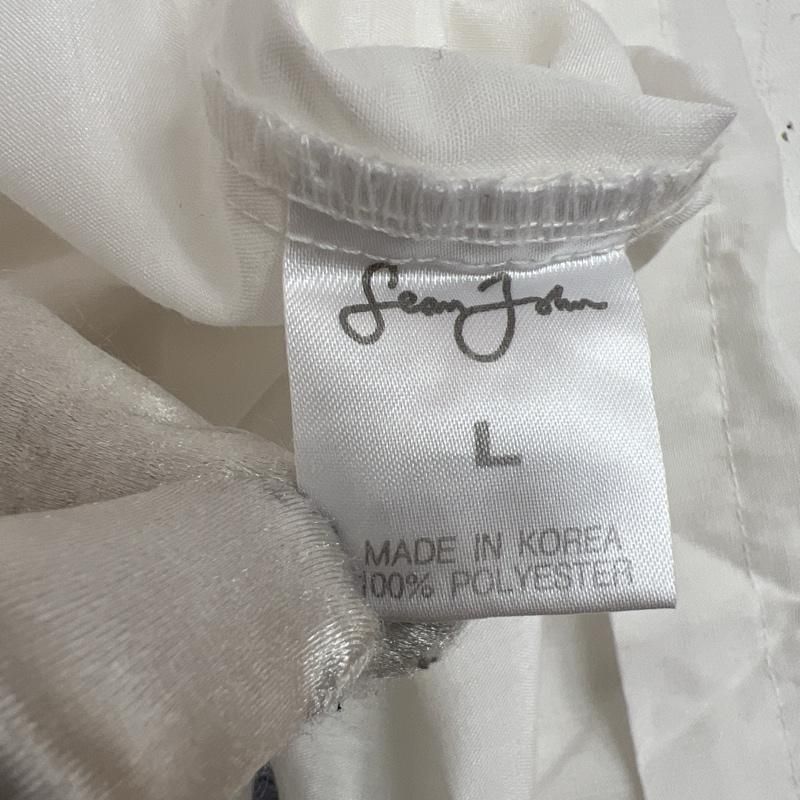 Sean John
L
MADE IN KOREA
100% POLYESTER